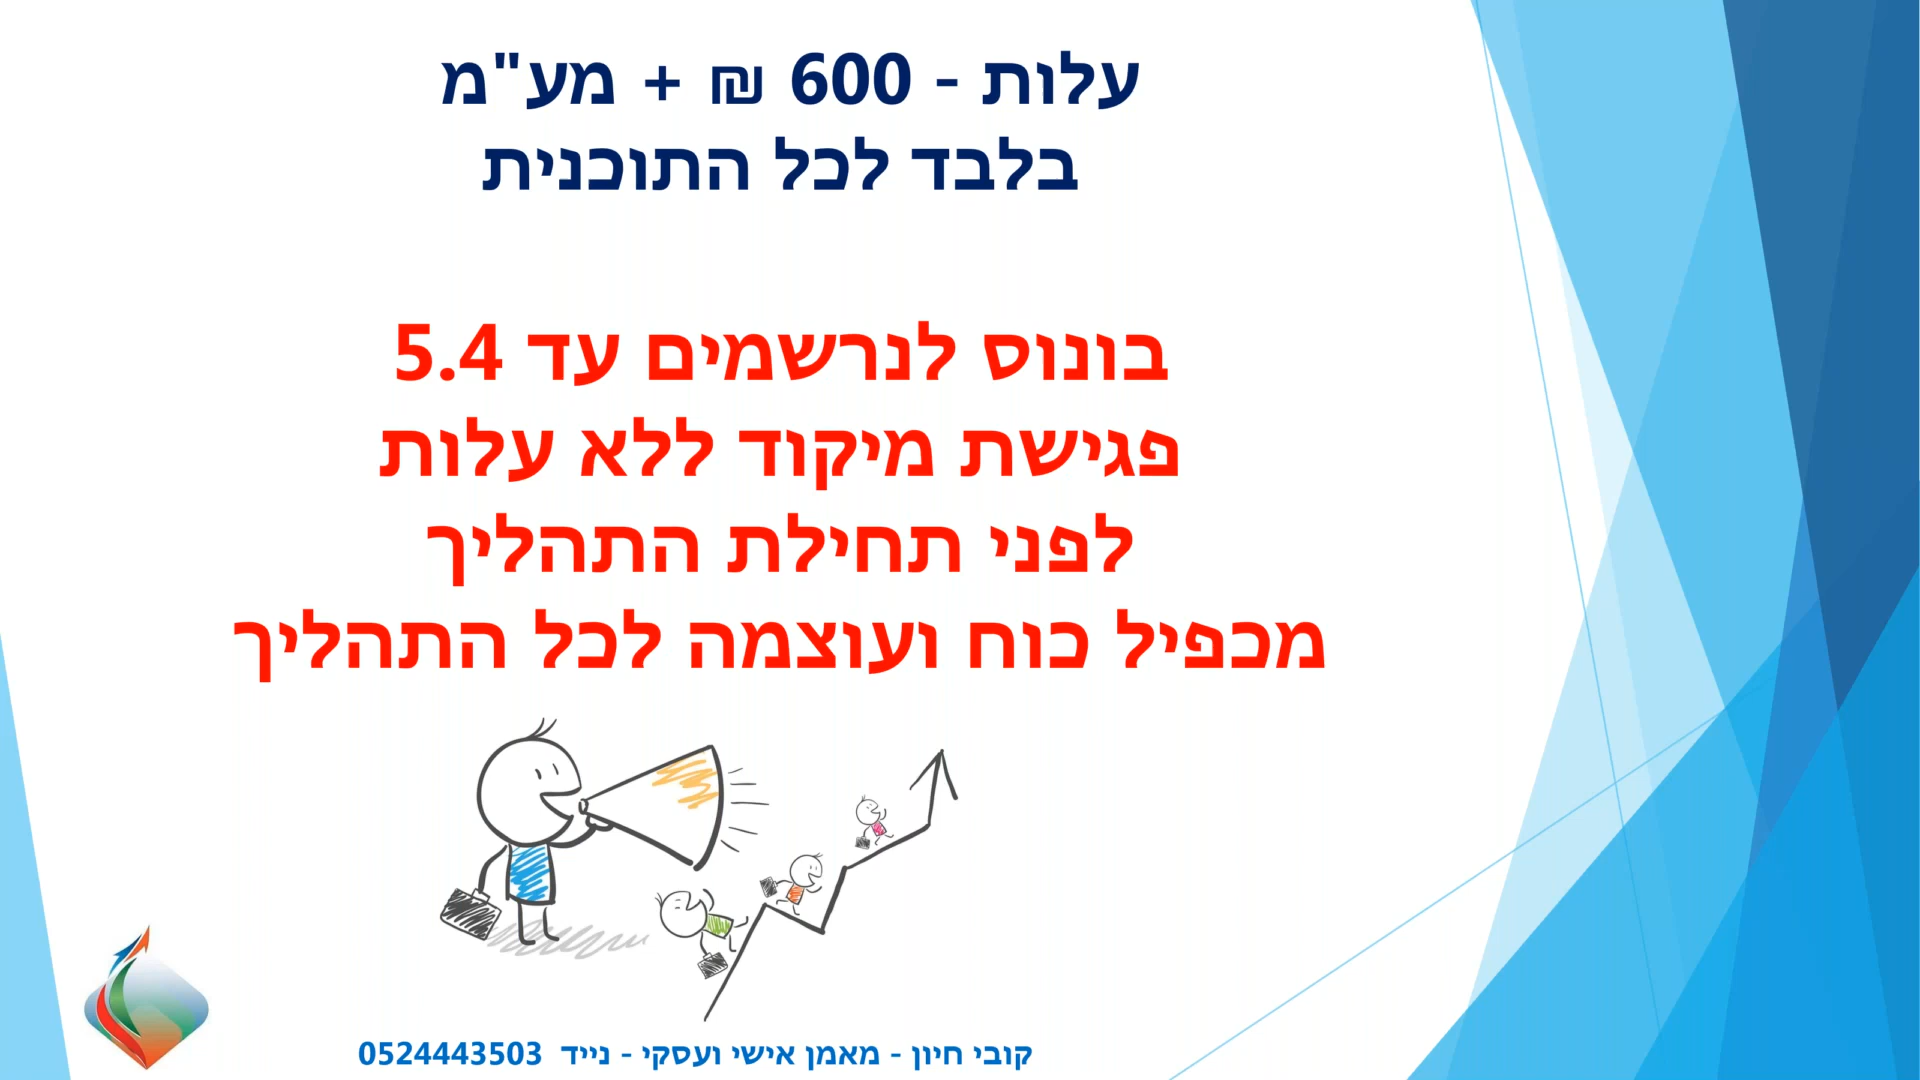 עלות - 600 ₪ + מע"מ
בלבד לכל התוכנית
בונוס לנרשמים עד 5.4
פגישת מיקוד ללא עלות
לפני תחילת התהליך
מכפיל כוח ועוצמה לכל התהליך
קובי חיון - מאמן אישי ועסקי - נייד 0524443503